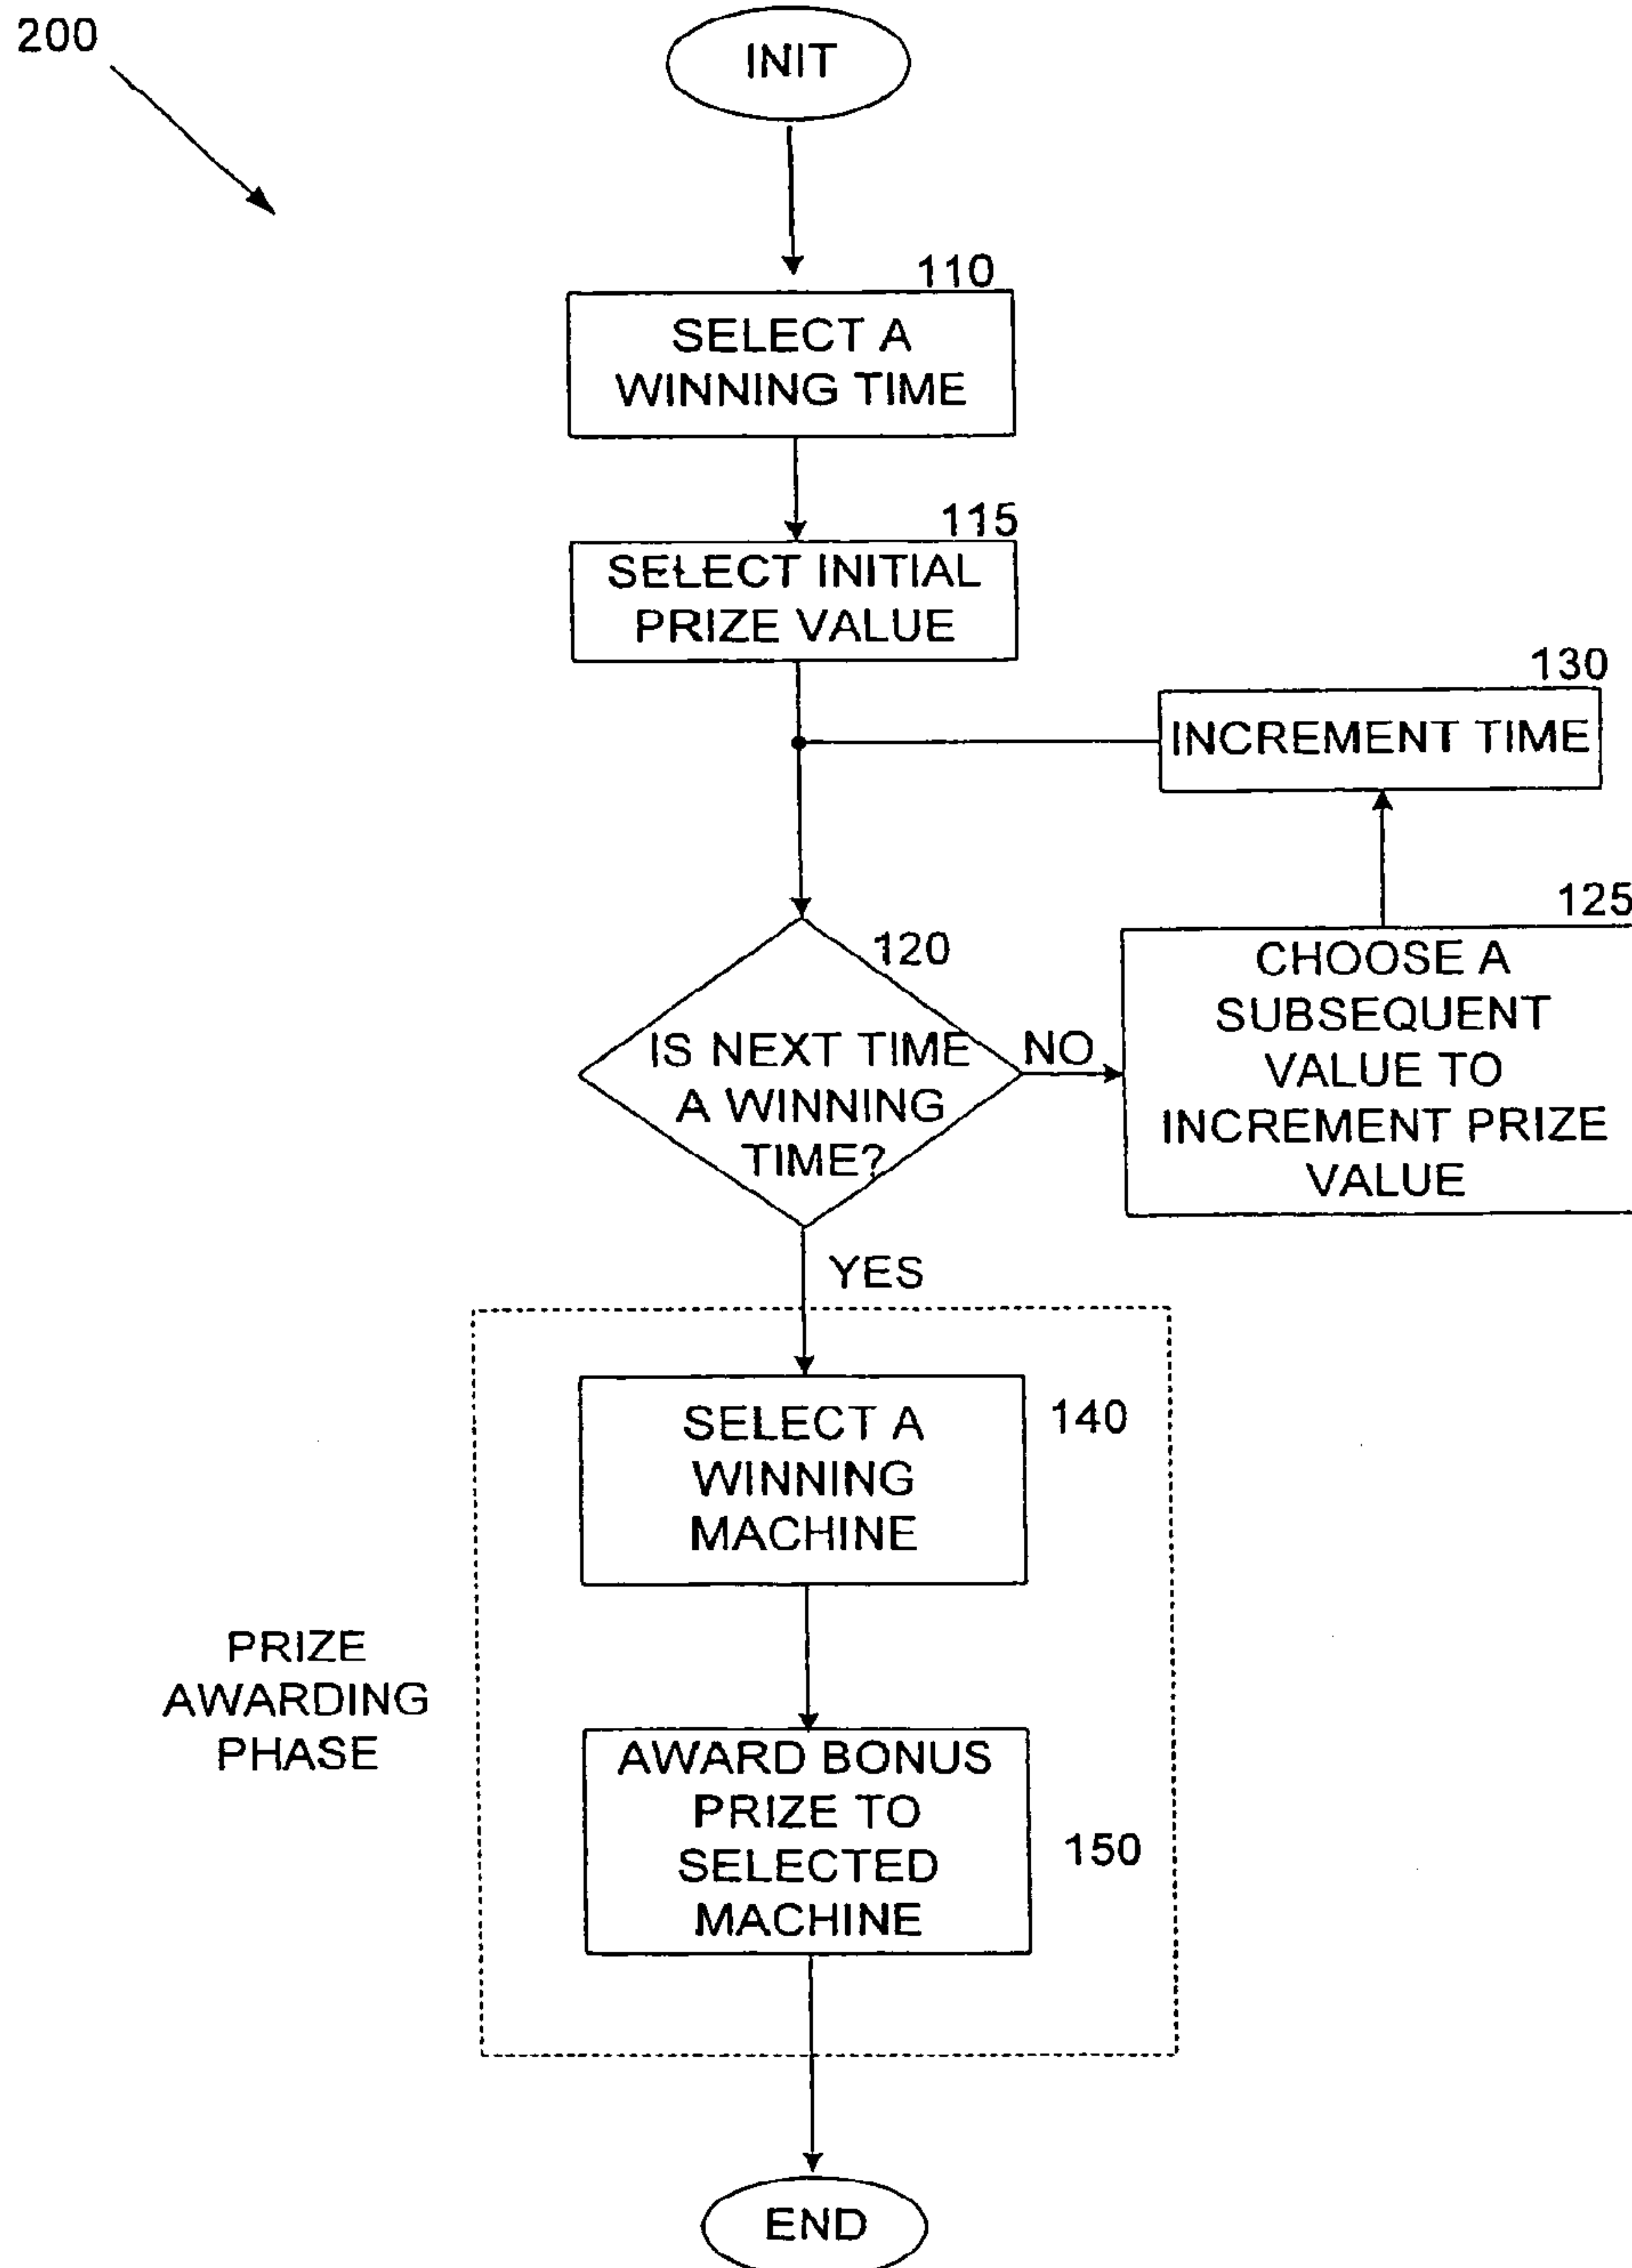 200
INIT
110
SELECT A
WINNING TIME
115
SELECT INITIAL
PRIZE VALUE
130
INCREMENT TIME
125
CHOOSE A
SUBSEQUENT
VALUE TO
INCREMENT PRIZE
VALUE
120
IS NEXT TIME
A WINNING
TIME?
NO
YES
140
SELECT A
WINNING
MACHINE
PRIZE
AWARDING
PHASE
AWARD BONUS
PRIZE TO
SELECTED
MACHINE
150
END